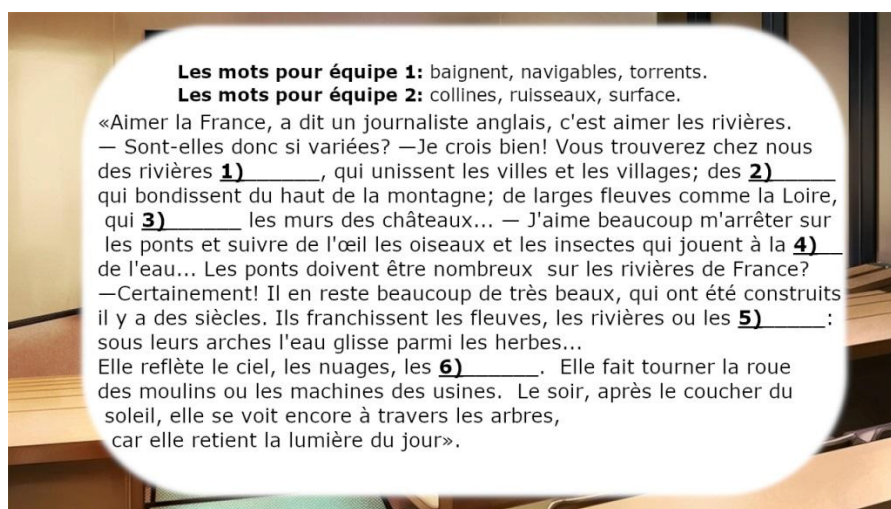 Les mots pour équipe 1: baignent, navigables, torrents.
Les mots pour équipe 2: collines, ruisseaux, surface.
«Aimer la France, a dit un journaliste anglais, c'est aimer les rivières.
— Sont-elles donc si variées? —Je crois bien! Vous trouverez chez nous
des rivières 1)______, qui unissent les villes et les villages; des 2)_____
qui bondissent du haut de la montagne; de larges fleuves comme la Loire,
qui 3)______ les murs des châteaux... — J'aime beaucoup m'arrêter sur
les ponts et suivre de l'œil les oiseaux et les insectes qui jouent à la 4)__
de l'eau... Les ponts doivent être nombreux sur les rivières de France?
—Certainement! Il en reste beaucoup de très beaux, qui ont été construits
il y a des siècles. Ils franchissent les fleuves, les rivières ou les 5)_____:
sous leurs arches l'eau glisse parmi les herbes...
Elle reflète le ciel, les nuages, les 6)______. Elle fait tourner la roue
des moulins ou les machines des usines. Le soir, après le coucher du
soleil, elle se voit encore à travers les arbres,
car elle retient la lumière du jour».